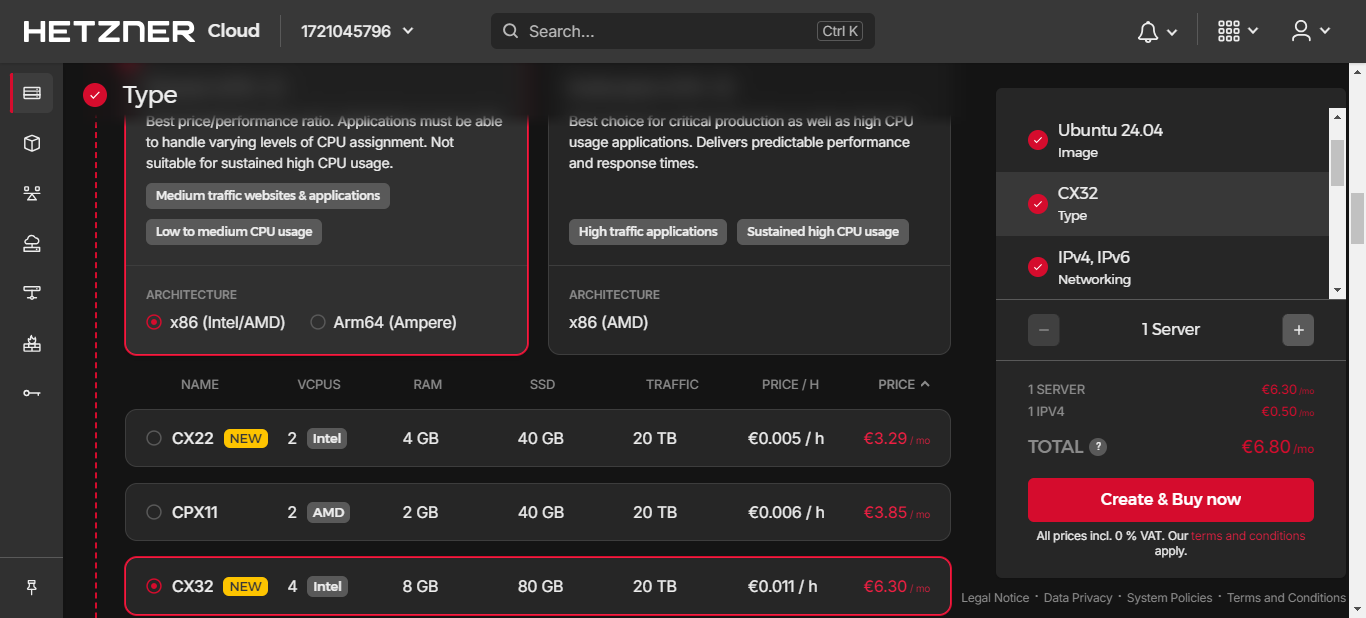 HETZNER Cloud
1721045796
Search...
Ctrl K
Type
Best price/performance ratio. Applications must be able
to handle varying levels of CPU assignment. Not
suitable for sustained high CPU usage.
Medium traffic websites & applications
Low to medium CPU usage
ARCHITECTURE
x86 (Intel/AMD) Arm64 (Ampere)
Best choice for critical production as well as high CPU
usage applications. Delivers predictable performance
and response times.
High traffic applications Sustained high CPU usage
ARCHITECTURE
x86 (AMD)
NAME VCPUS RAM SSD TRAFFIC PRICE / H PRICE
CX22 NEW 2 Intel 4 GB 40 GB 20 TB €0.005 / h €3.29 / mo
CPX11 2 AMD 2 GB 40 GB 20 TB €0.006 / h €3.85 / mo
CX32 NEW 4 Intel 8 GB 80 GB 20 TB €0.011 / h €6.30 / mo
Ubuntu 24.04
Image
CX32
Type
IPv4, IPv6
Networking
− 1 Server +
1 SERVER €6.30 /mo
1 IPV4 €0.50 /mo
TOTAL ? €6.80 /mo
Create & Buy now
All prices incl. 0 % VAT. Our terms and conditions
apply.
Legal Notice · Data Privacy · System Policies · Terms and Conditions